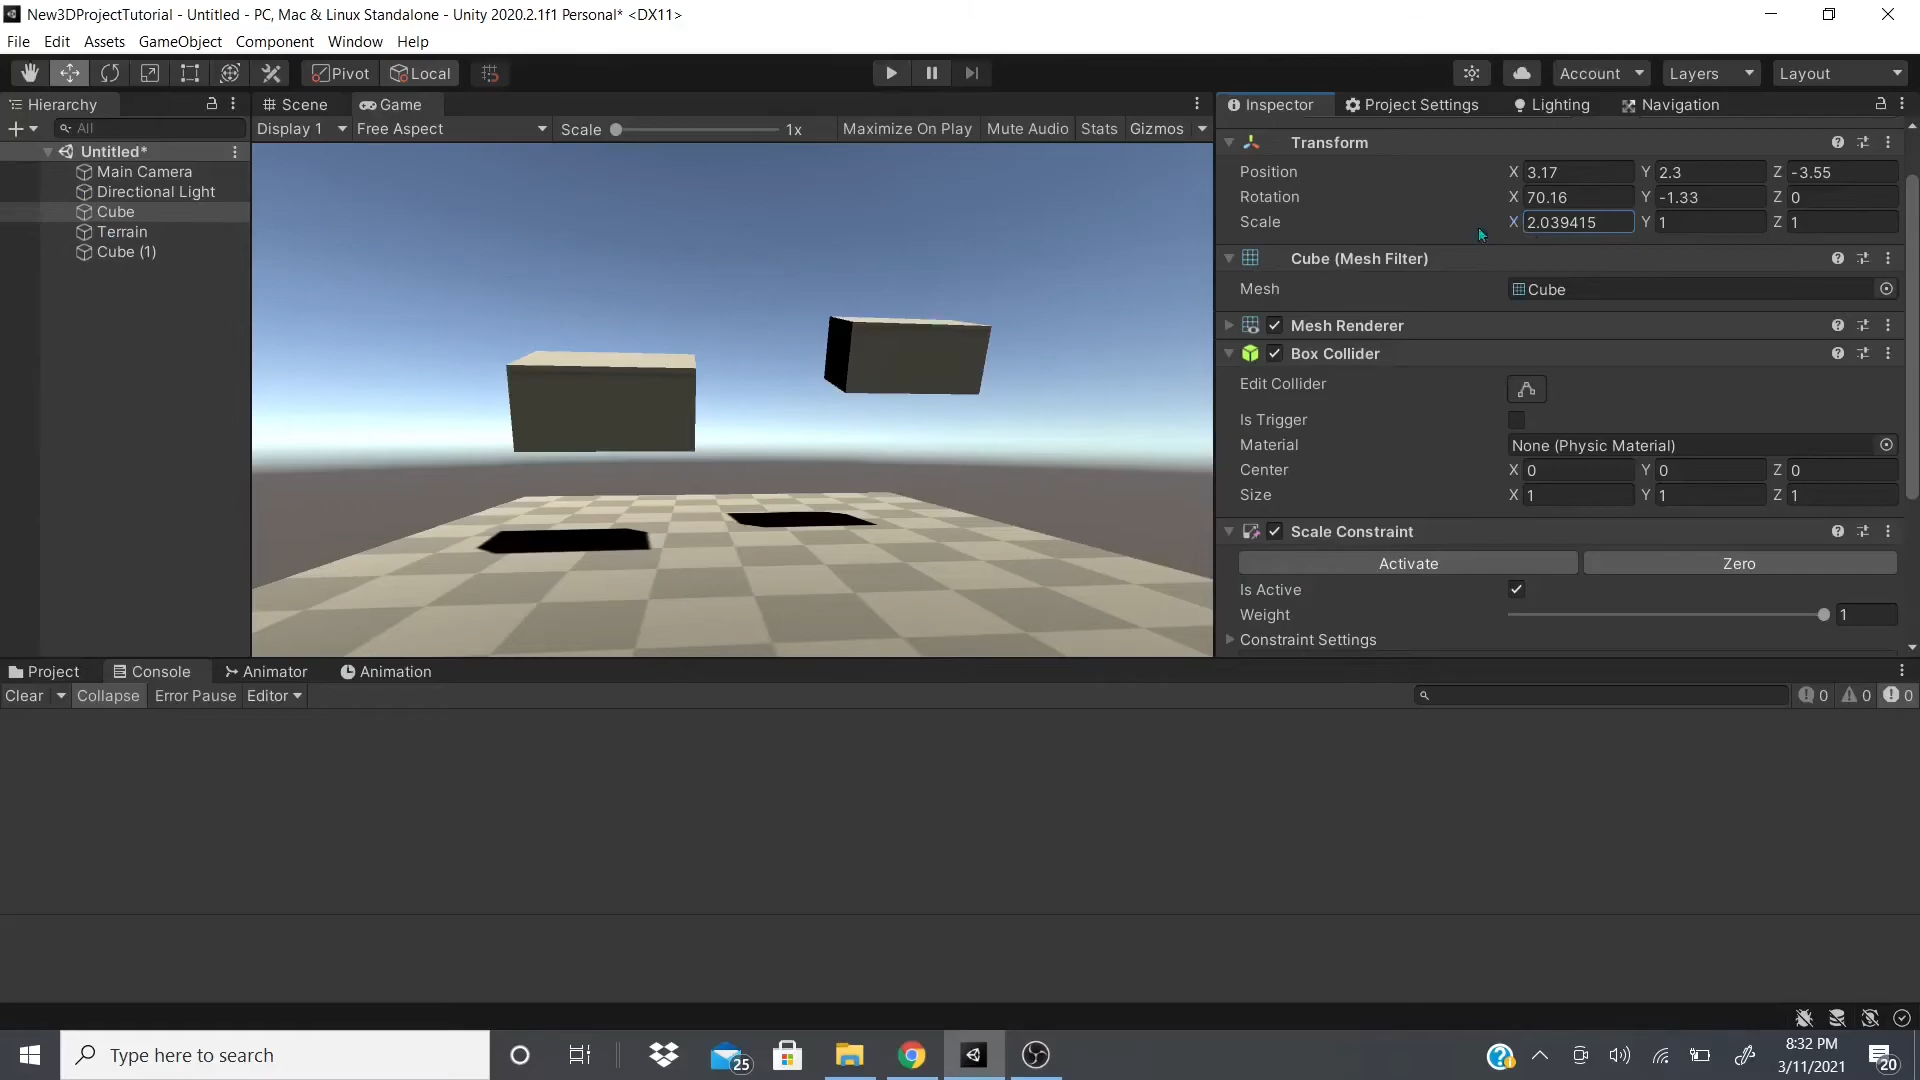 New3DProjectTutorial - Untitled - PC, Mac & Linux Standalone - Unity 2020.2.1f1 Personal* <DX11>
File Edit Assets GameObject Component Window Help
Pivot Local Account Layers Layout
Hierarchy Scene Game Inspector Project Settings Lighting Navigation
All Display 1 Free Aspect Scale 1x Maximize On Play Mute Audio Stats Gizmos
Untitled*
Main Camera
Directional Light
Cube
Terrain
Cube (1)
Transform
Position X 3.17 Y 2.3 Z -3.55
Rotation X 70.16 Y -1.33 Z 0
Scale X 2.039415 Y 1 Z 1
Cube (Mesh Filter)
Mesh Cube
Mesh Renderer
Box Collider
Edit Collider
Is Trigger
Material None (Physic Material)
Center X 0 Y 0 Z 0
Size X 1 Y 1 Z 1
Scale Constraint
Activate Zero
Is Active
Weight 1
Constraint Settings
Project Console Animator Animation
Clear Collapse Error Pause Editor 0 0 0
Type here to search
25
8:32 PM
3/11/2021
20